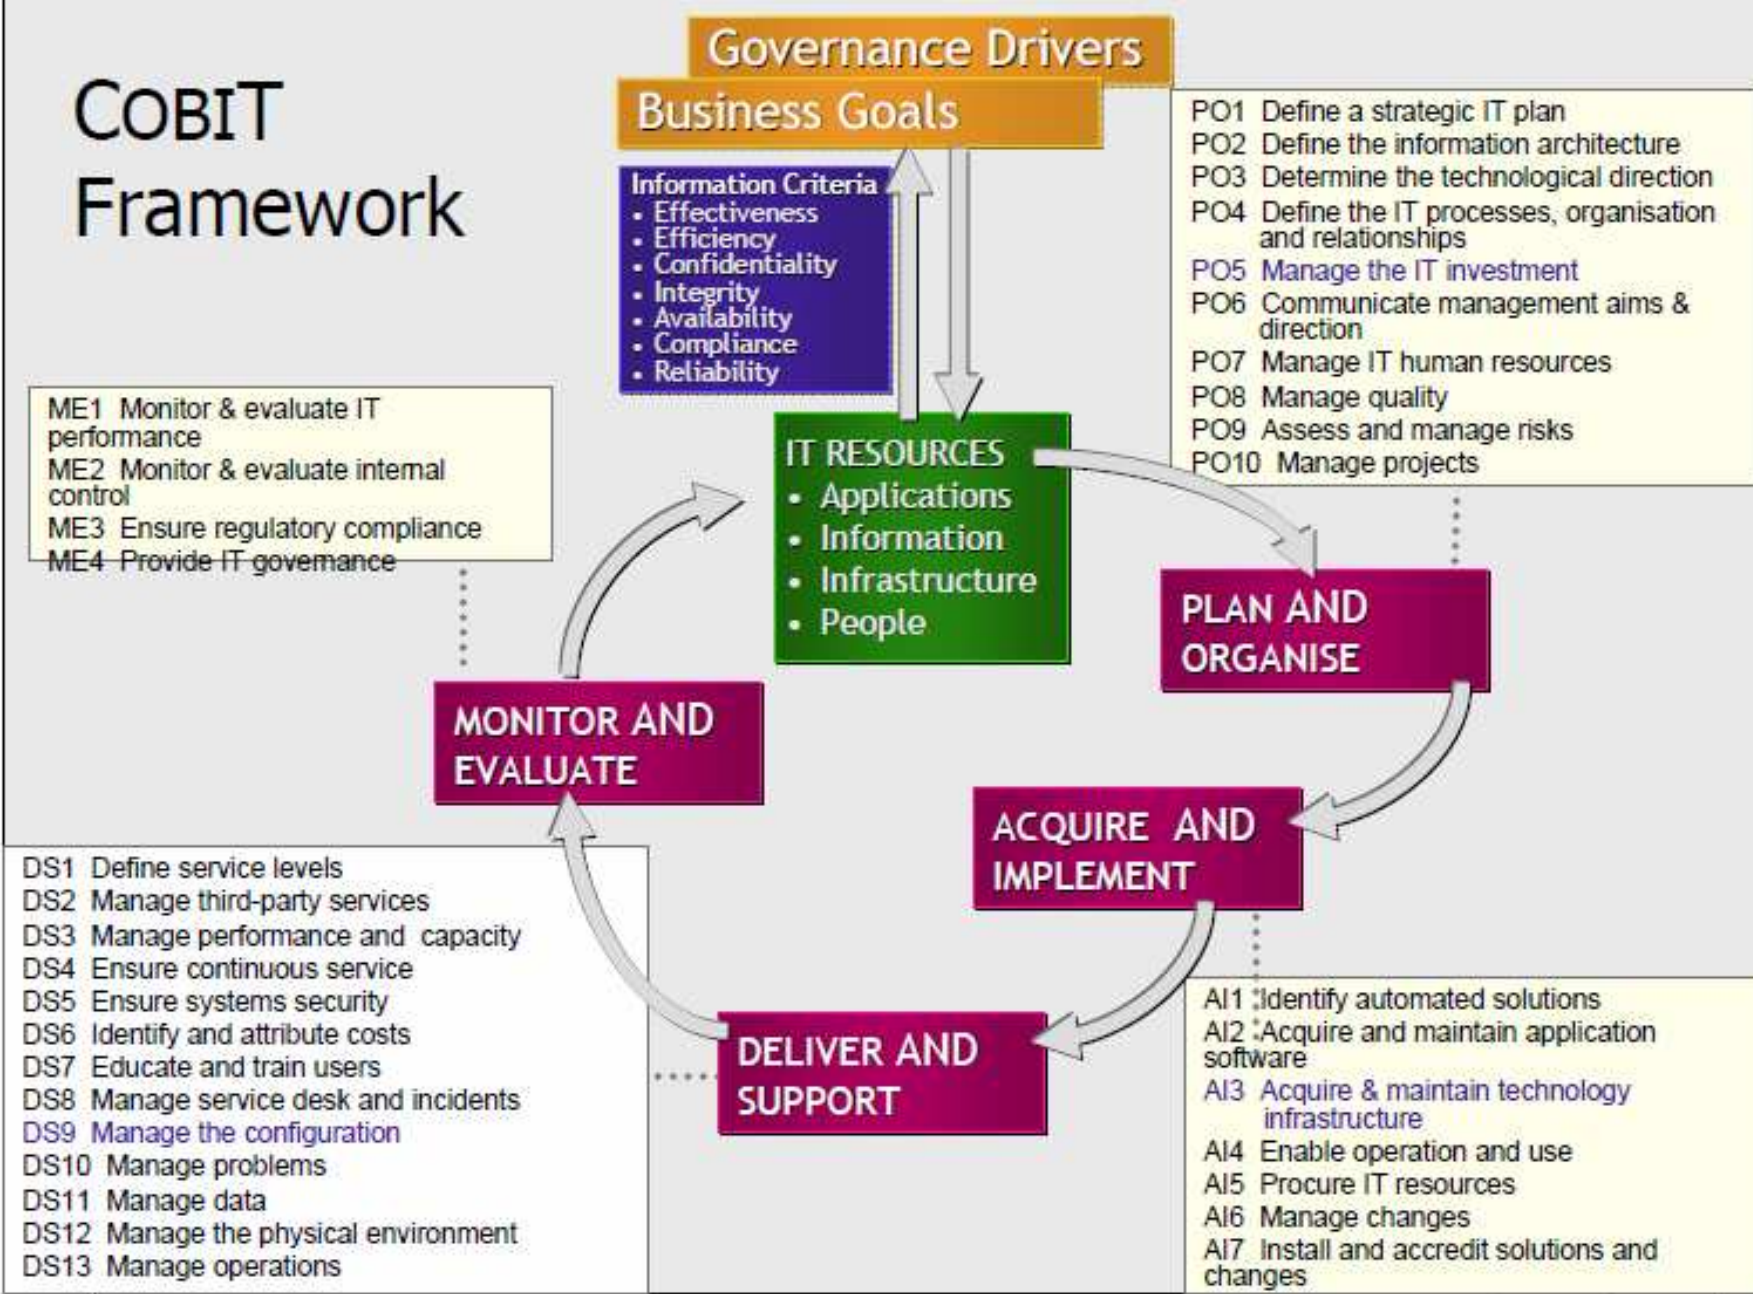 COBIT
Framework
Governance Drivers
Business Goals
Information Criteria
• Effectiveness
• Efficiency
• Confidentiality
• Integrity
• Availability
• Compliance
• Reliability
PO1 Define a strategic IT plan
PO2 Define the information architecture
PO3 Determine the technological direction
PO4 Define the IT processes, organisation
and relationships
PO5 Manage the IT investment
PO6 Communicate management aims &
direction
PO7 Manage IT human resources
PO8 Manage quality
PO9 Assess and manage risks
PO10 Manage projects
ME1 Monitor & evaluate IT
performance
ME2 Monitor & evaluate internal
control
ME3 Ensure regulatory compliance
ME4 Provide IT governance
IT RESOURCES
• Applications
• Information
• Infrastructure
• People
PLAN AND
ORGANISE
MONITOR AND
EVALUATE
ACQUIRE AND
IMPLEMENT
DS1 Define service levels
DS2 Manage third-party services
DS3 Manage performance and capacity
DS4 Ensure continuous service
DS5 Ensure systems security
DS6 Identify and attribute costs
DS7 Educate and train users
DS8 Manage service desk and incidents
DS9 Manage the configuration
DS10 Manage problems
DS11 Manage data
DS12 Manage the physical environment
DS13 Manage operations
DELIVER AND
SUPPORT
AI1 Identify automated solutions
AI2 Acquire and maintain application
software
AI3 Acquire & maintain technology
infrastructure
AI4 Enable operation and use
AI5 Procure IT resources
AI6 Manage changes
AI7 Install and accredit solutions and
changes